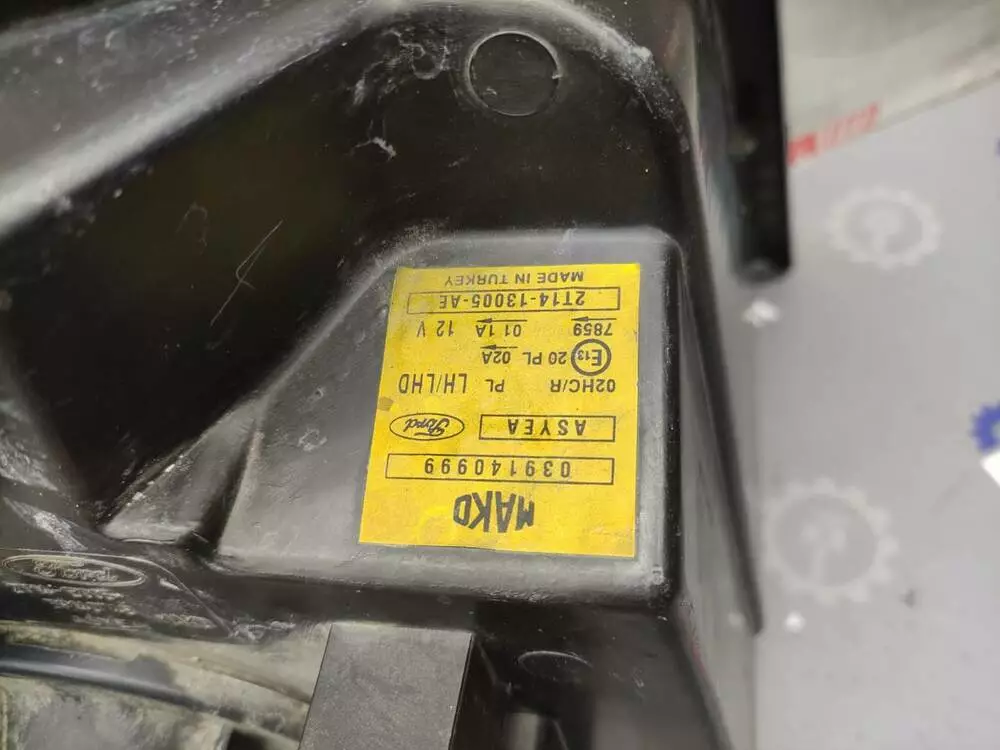 MAKO
039140999
ASYEA Ford
02HC/R PL LH/LHD
E13 20 PL 02A
7859 01 1A 12 V
2T14-13005-AE
MADE IN TURKEY
Ford